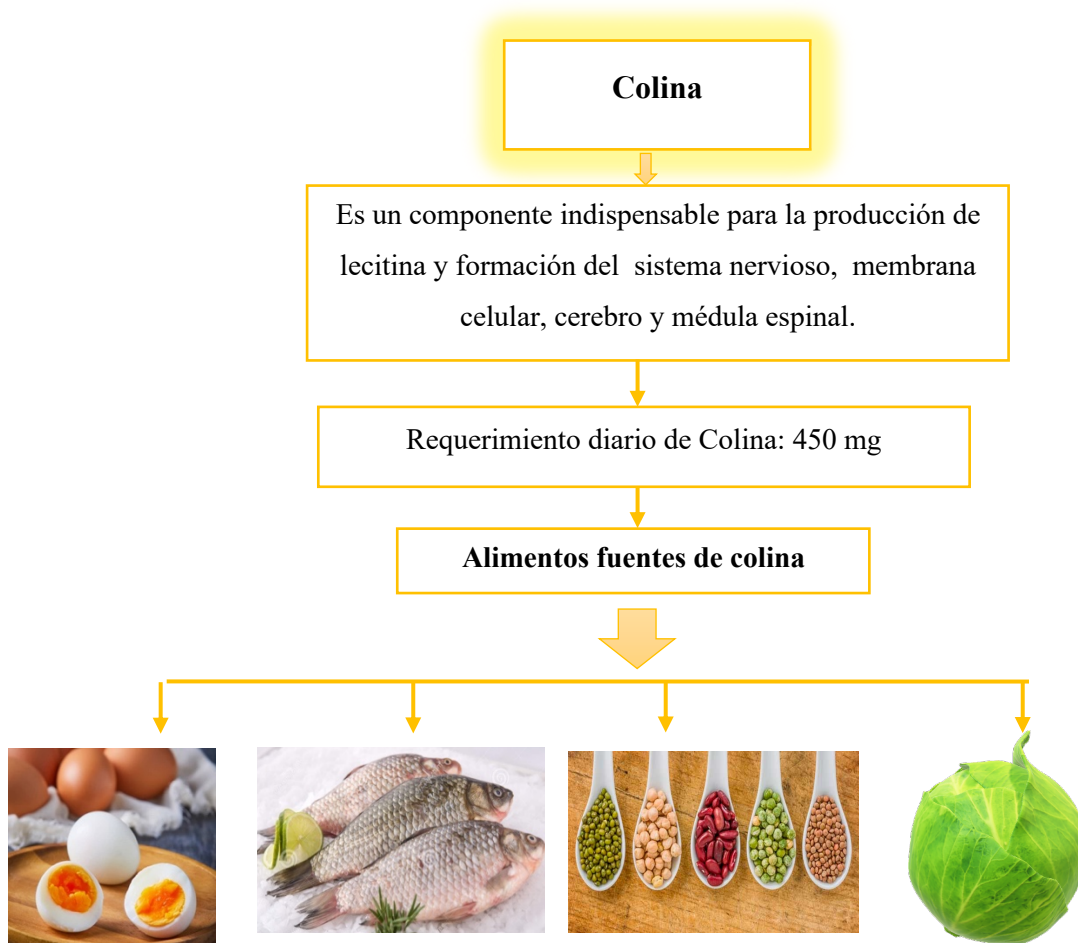 Colina
Es un componente indispensable para la producción de
lecitina y formación del sistema nervioso, membrana
celular, cerebro y médula espinal.
Requerimiento diario de Colina: 450 mg
Alimentos fuentes de colina